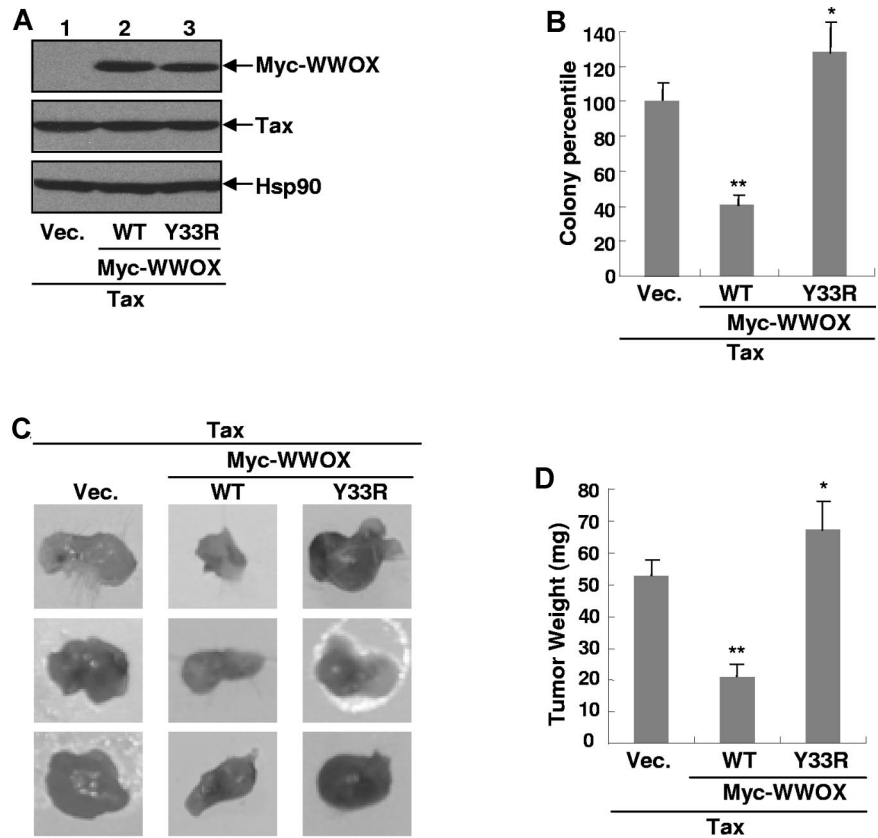 A
1 2 3
Myc-WWOX
Tax
Hsp90
Vec. WT Y33R
Myc-WWOX
Tax
B
Colony percentile
140
120
100
80
60
40
20
0
*
**
Vec. WT Y33R
Myc-WWOX
Tax
C
Tax
Myc-WWOX
Vec. WT Y33R
D
Tumor Weight (mg)
80
70
60
50
40
30
20
10
0
*
**
Vec. WT Y33R
Myc-WWOX
Tax